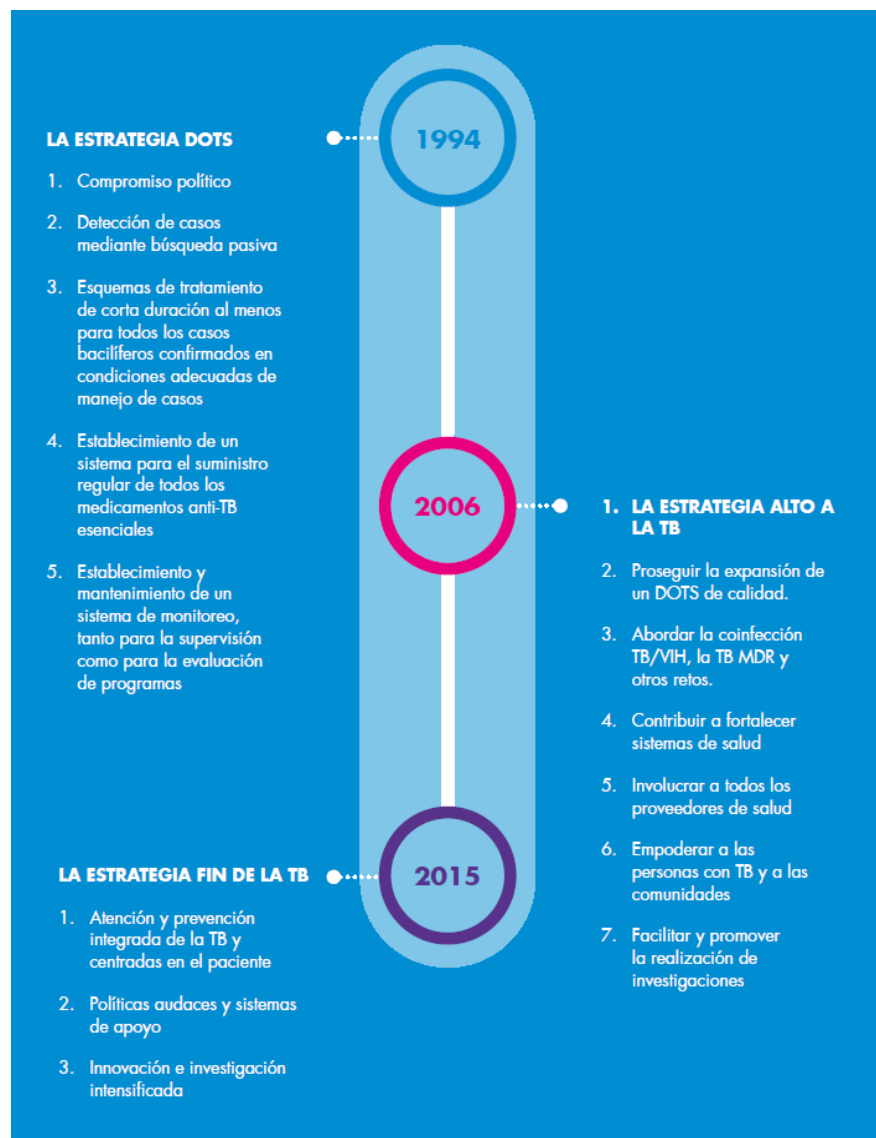 1994
LA ESTRATEGIA DOTS
1. Compromiso político
2. Detección de casos
mediante búsqueda pasiva
3. Esquemas de tratamiento
de corta duración al menos
para todos los casos
bacilíferos confirmados en
condiciones adecuadas de
manejo de casos
4. Establecimiento de un
sistema para el suministro
regular de todos los
medicamentos anti-TB
esenciales
5. Establecimiento y
mantenimiento de un
sistema de monitoreo,
tanto para la supervisión
como para la evaluación
de programas
2006
1. LA ESTRATEGIA ALTO A
LA TB
2. Proseguir la expansión de
un DOTS de calidad.
3. Abordar la coinfección
TB/VIH, la TB MDR y
otros retos.
4. Contribuir a fortalecer
sistemas de salud
5. Involucrar a todos los
proveedores de salud
6. Empoderar a las
personas con TB y a las
comunidades
7. Facilitar y promover
la realización de
investigaciones
2015
LA ESTRATEGIA FIN DE LA TB
1. Atención y prevención
integrada de la TB y
centradas en el paciente
2. Políticas audaces y sistemas
de apoyo
3. Innovación e investigación
intensificada